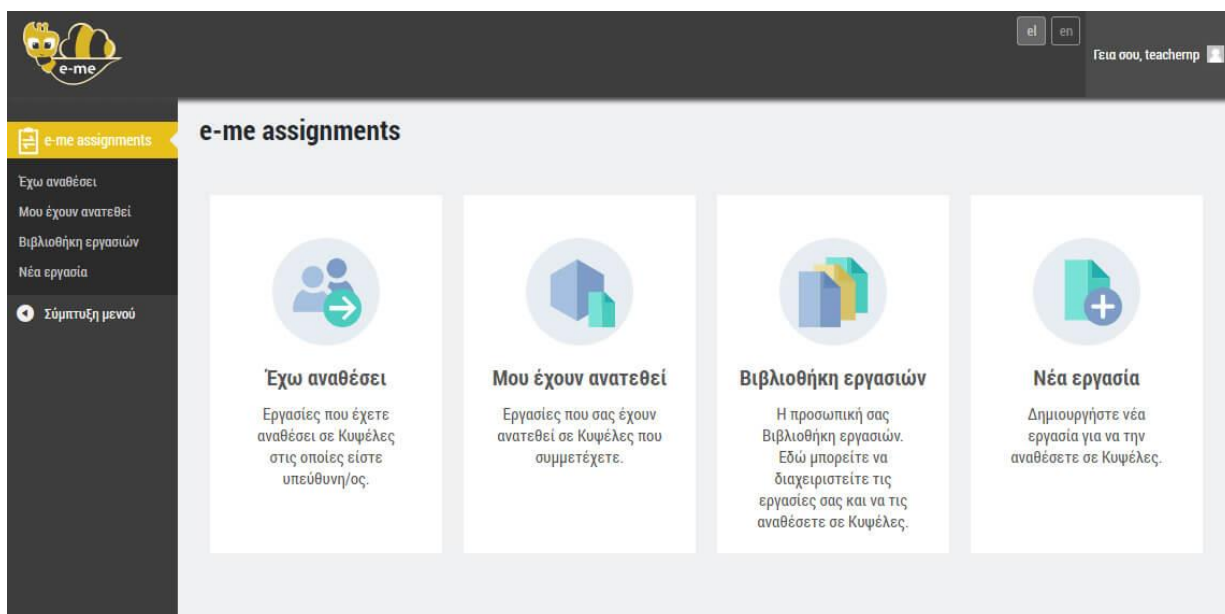 e-me
el
en
Γεια σου, teachernp
e-me assignments
Έχω αναθέσει
Μου έχουν ανατεθεί
Βιβλιοθήκη εργασιών
Νέα εργασία
Σύμπτυξη μενού
e-me assignments
Έχω αναθέσει
Εργασίες που έχετε
αναθέσει σε Κυψέλες
στις οποίες είστε
υπεύθυνη/ος.
Μου έχουν ανατεθεί
Εργασίες που σας έχουν
ανατεθεί σε Κυψέλες που
συμμετέχετε.
Βιβλιοθήκη εργασιών
Η προσωπική σας
Βιβλιοθήκη εργασιών.
Εδώ μπορείτε να
διαχειριστείτε τις
εργασίες σας και να τις
αναθέσετε σε Κυψέλες.
Νέα εργασία
Δημιουργήστε νέα
εργασία για να την
αναθέσετε σε Κυψέλες.